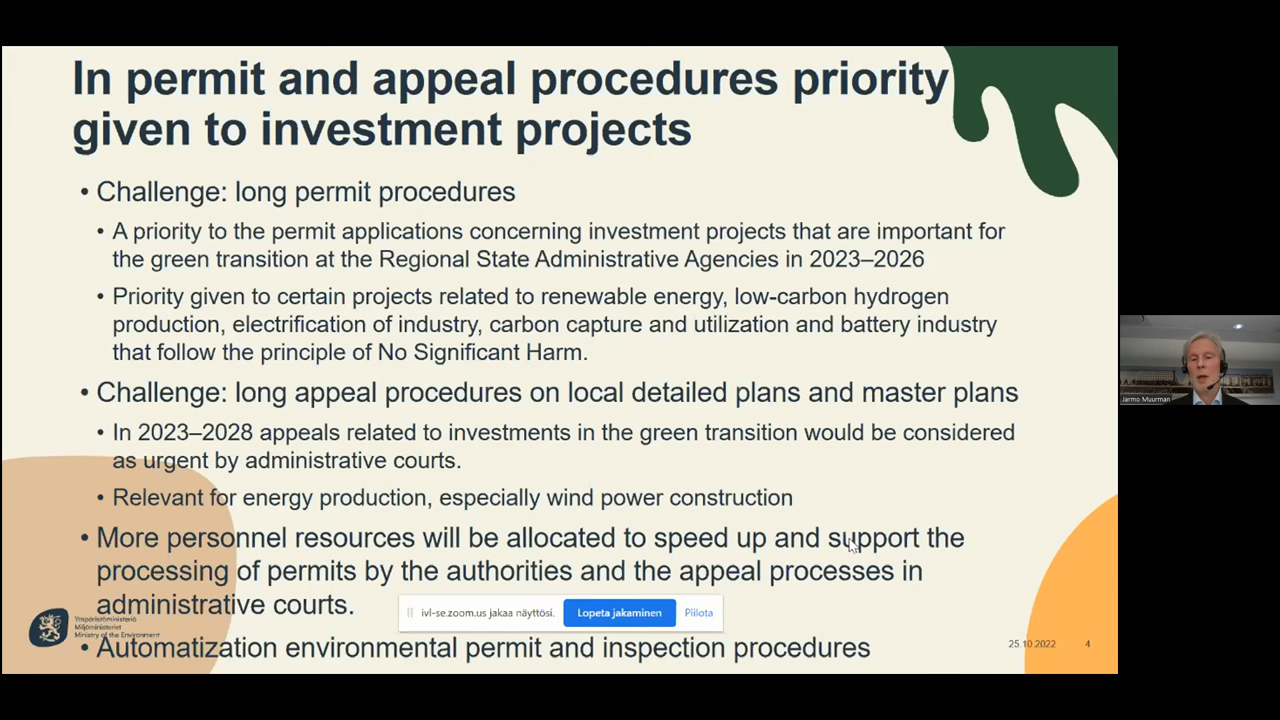 In permit and appeal procedures priority
given to investment projects
• Challenge: long permit procedures
• A priority to the permit applications concerning investment projects that are important for
the green transition at the Regional State Administrative Agencies in 2023–2026
• Priority given to certain projects related to renewable energy, low-carbon hydrogen
production, electrification of industry, carbon capture and utilization and battery industry
that follow the principle of No Significant Harm.
• Challenge: long appeal procedures on local detailed plans and master plans
• In 2023–2028 appeals related to investments in the green transition would be considered
as urgent by administrative courts.
• Relevant for energy production, especially wind power construction
• More personnel resources will be allocated to speed up and support the
processing of permits by the authorities and the appeal processes in
administrative courts.
ivl-se.zoom.us jakaa näyttösi.
Lopeta jakaminen
Piilota
Ympäristöministeriö
Miljöministeriet
Ministry of the Environment
• Automatization environmental permit and inspection procedures
25.10.2022
4
Jarmo Muurman